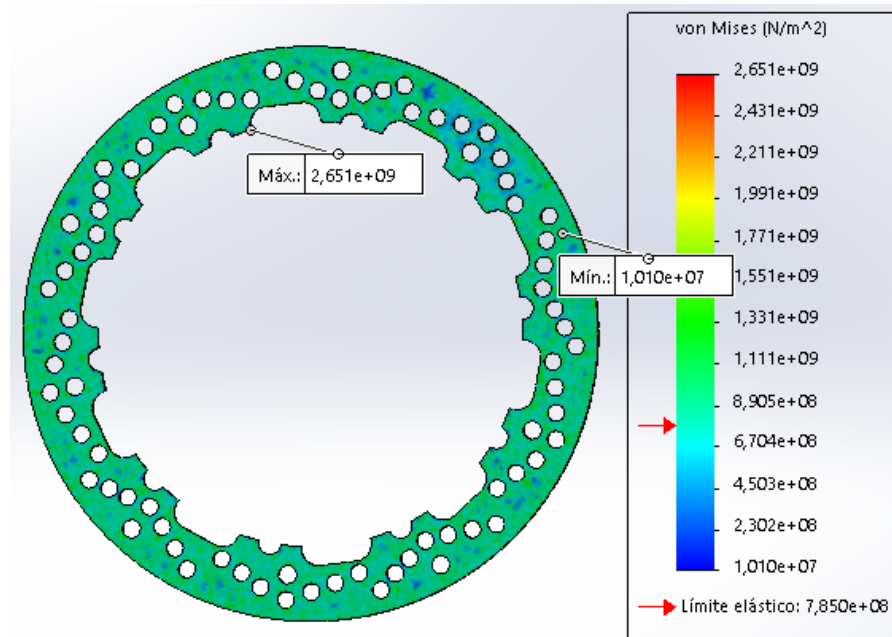 von Mises (N/m^2)
2,651e+09
2,431e+09
2,211e+09
1,991e+09
1,771e+09
1,551e+09
1,331e+09
1,111e+09
8,905e+08
6,704e+08
4,503e+08
2,302e+08
1,010e+07
Límite elástico: 7,850e+08
Máx.: 2,651e+09
Mín.: 1,010e+07